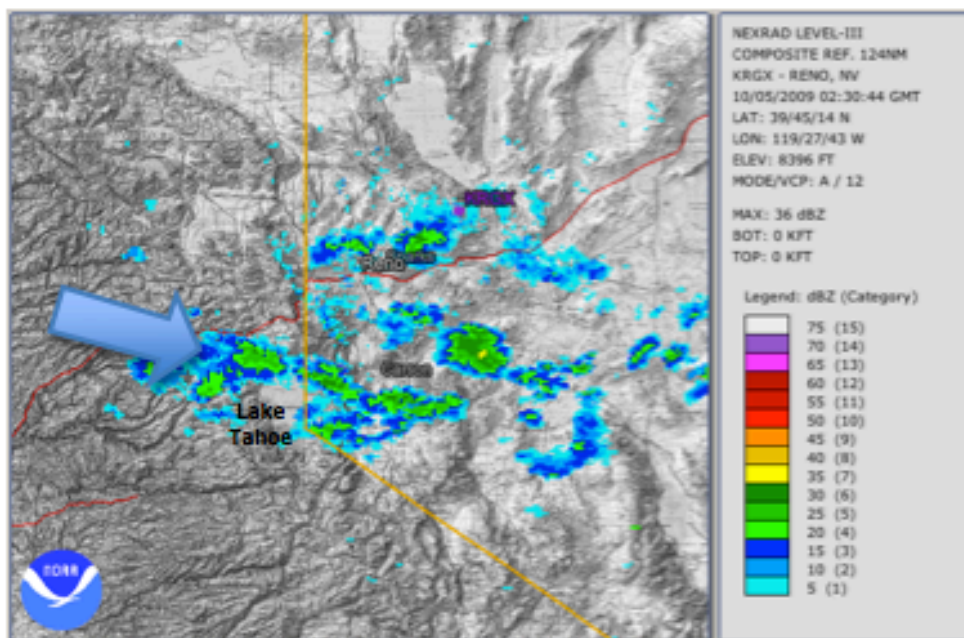 NEXRAD LEVEL-III
COMPOSITE REF. 124NM
KRGX - RENO, NV
10/05/2009 02:30:44 GMT
LAT: 39/45/14 N
LON: 119/27/43 W
ELEV: 8396 FT
MODE/VCP: A / 12
MAX: 36 dBZ
BOT: 0 KFT
TOP: 0 KFT
Legend: dBZ (Category)
75 (15)
70 (14)
65 (13)
60 (12)
55 (11)
50 (10)
45 (9)
40 (8)
35 (7)
30 (6)
25 (5)
20 (4)
15 (3)
10 (2)
5 (1)
KRGX
Reno
Carson
Lake
Tahoe
NOAA